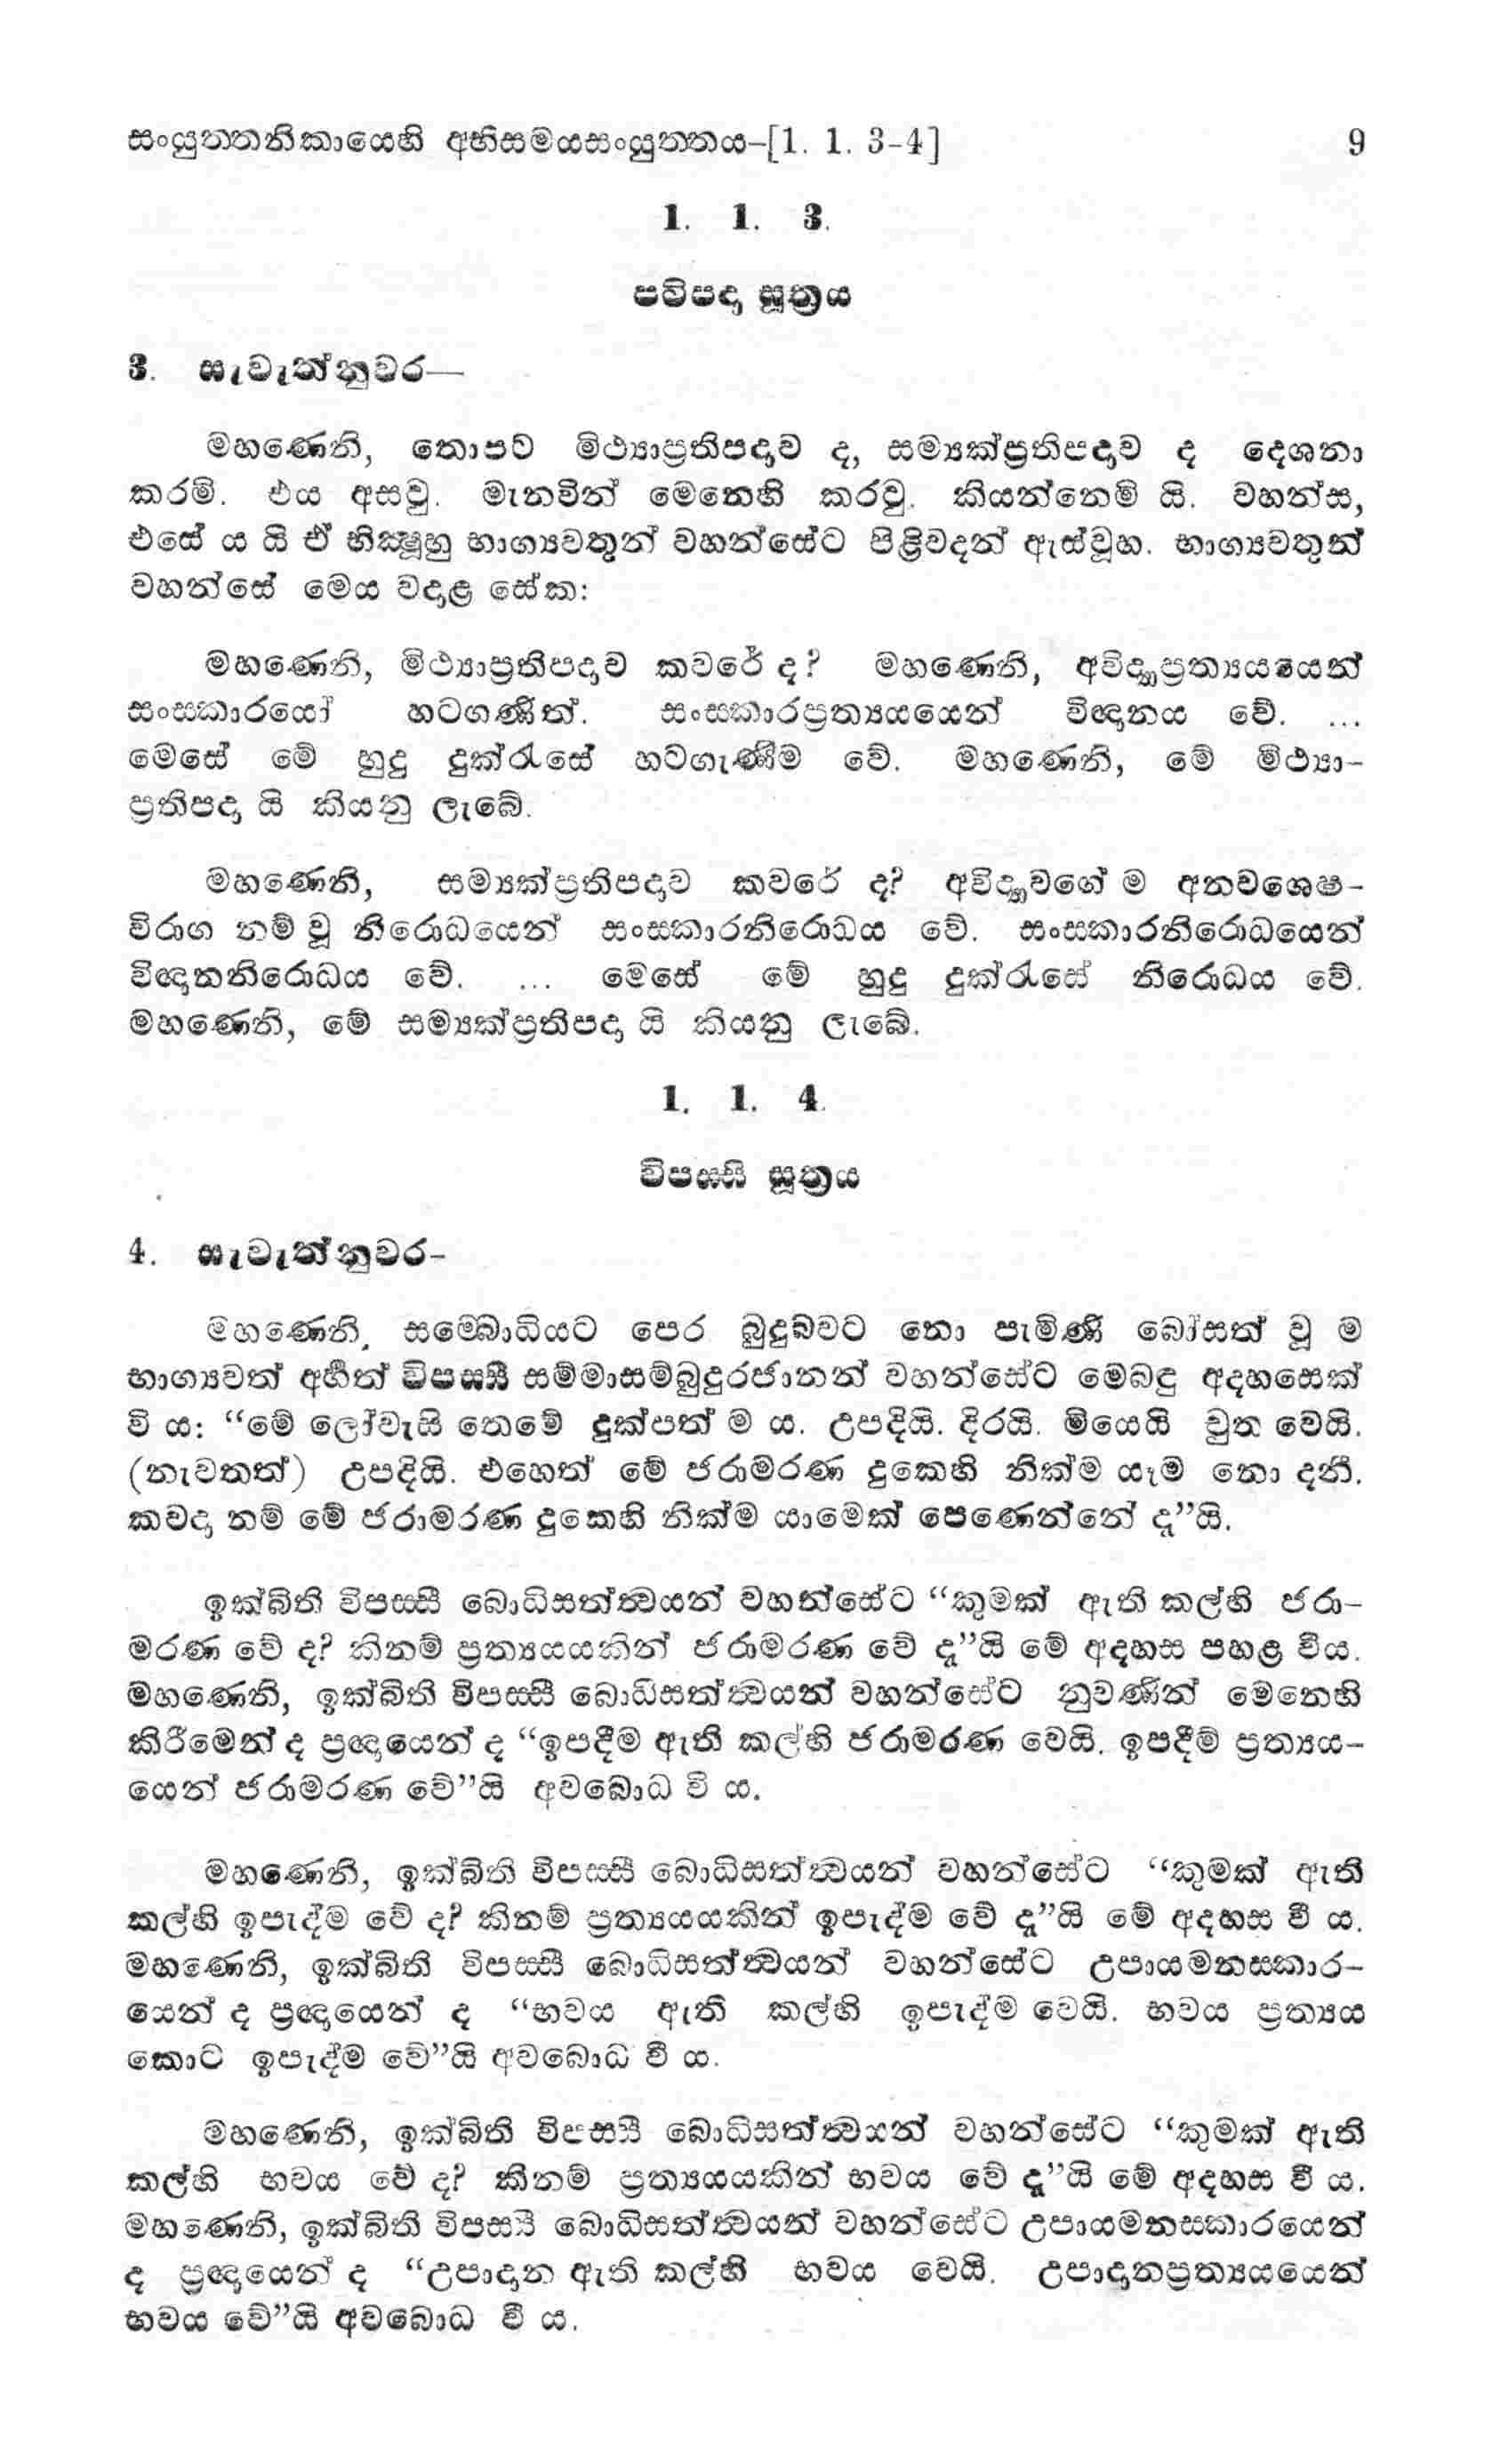 සංයුත්තනිකායෙහි අභිසමයසංයුත්තය-[1. 1. 3-4] 9
1. 1. 3.
පටිපදා සූත්‍රය
3. සැවැත්නුවර—
මහණෙනි, තොපට මිථ්‍යාප්‍රතිපදාව ද, සම්‍යක්ප්‍රතිපදාව ද දෙශනා
කරමි. එය අසවු. මැනවින් මෙනෙහි කරවු. කියන්නෙමි යි. වහන්ස,
එසේ ය යි ඒ භික්‍ෂූහු භාග්‍යවතුන් වහන්සේට පිළිවදන් ඇස්වූහ. භාග්‍යවතුන්
වහන්සේ මෙය වදාළ සේක:
මහණෙනි, මිථ්‍යාප්‍රතිපදාව කවරේ ද? මහණෙනි, අවිද්‍යාප්‍රත්‍යයයෙන්
සංස්කාරයෝ හටගණිත්. සංස්කාරප්‍රත්‍යයයෙන් විඥානය වේ. ...
මෙසේ මේ හුදු දුක්රැසේ හටගැණීම වේ. මහණෙනි, මේ මිථ්‍යා-
ප්‍රතිපදා යි කියනු ලැබේ.
මහණෙනි, සම්‍යක්ප්‍රතිපදාව කවරේ ද? අවිද්‍යාවගේ ම අනවශෙෂ-
විරාග නම් වූ නිරොධයෙන් සංස්කාරනිරොධය වේ. සංස්කාරනිරොධයෙන්
විඥානනිරොධය වේ. ... මෙසේ මේ හුදු දුක්රැසේ නිරොධය වේ.
මහණෙනි, මේ සම්‍යක්ප්‍රතිපදා යි කියනු ලැබේ.
1. 1. 4.
විපස්සි සූත්‍රය
4. සැවැත්නුවර-
මහණෙනි, සම්බොධියට පෙර බුදුබවට නො පැමිණි බෝසත් වූ ම
භාග්‍යවත් අර්‍හත් විපස්සී සම්මාසම්බුදුරජානන් වහන්සේට මෙබඳු අදහසෙක්
වි ය: “මේ ලෝවැසි තෙමේ දුක්පත් ම ය. උපදියි. දිරයි. මියෙයි චුත වෙයි.
(නැවතත්) උපදියි. එහෙත් මේ ජරාමරණ දුකෙහි නික්ම යෑම නො දනී.
කවදා නම් මේ ජරාමරණ දුකෙහි නික්ම යාමෙක් පෙණෙන්නේ දැ”යි.
ඉක්බිති විපස්සී බොධිසත්ත්‍වයන් වහන්සේට “කුමක් ඇති කල්හි ජරා-
මරණ වේ ද? කිනම් ප්‍රත්‍යයයකින් ජරාමරණ වේ දැ”යි මේ අදහස පහළ විය.
මහණෙනි, ඉක්බිති විපස්සී බොධිසත්ත්‍වයන් වහන්සේට නුවණින් මෙනෙහි
කිරීමෙන් ද ප්‍රඥායෙන් ද “ඉපදීම ඇති කල්හි ජරාමරණ වෙයි. ඉපදීම් ප්‍රත්‍යය-
යෙන් ජරාමරණ වේ”යි අවබොධ වි ය.
මහණෙනි, ඉක්බිති විපස්සී බොධිසත්ත්‍වයන් වහන්සේට “කුමක් ඇති
කල්හි ඉපැද්ම වේ ද? කිනම් ප්‍රත්‍යයයකින් ඉපැද්ම වේ දැ”යි මේ අදහස වී ය.
මහණෙනි, ඉක්බිති විපස්සී බොධිසත්ත්‍වයන් වහන්සේට උපායමනස්කාර-
යෙන් ද ප්‍රඥායෙන් ද “භවය ඇති කල්හි ඉපැද්ම වෙයි. භවය ප්‍රත්‍යය
කොට ඉපැද්ම වේ”යි අවබොධ වී ය.
මහණෙනි, ඉක්බිති විපස්සී බොධිසත්ත්‍වයන් වහන්සේට “කුමක් ඇති
කල්හි භවය වේ ද? කිනම් ප්‍රත්‍යයයකින් භවය වේ දැ”යි මේ අදහස වී ය.
මහණෙනි, ඉක්බිති විපස්සී බොධිසත්ත්‍වයන් වහන්සේට උපායමනස්කාරයෙන්
ද ප්‍රඥායෙන් ද “උපාදාන ඇති කල්හි භවය වෙයි. උපාදානප්‍රත්‍යයයෙන්
භවය වේ”යි අවබොධ වී ය.